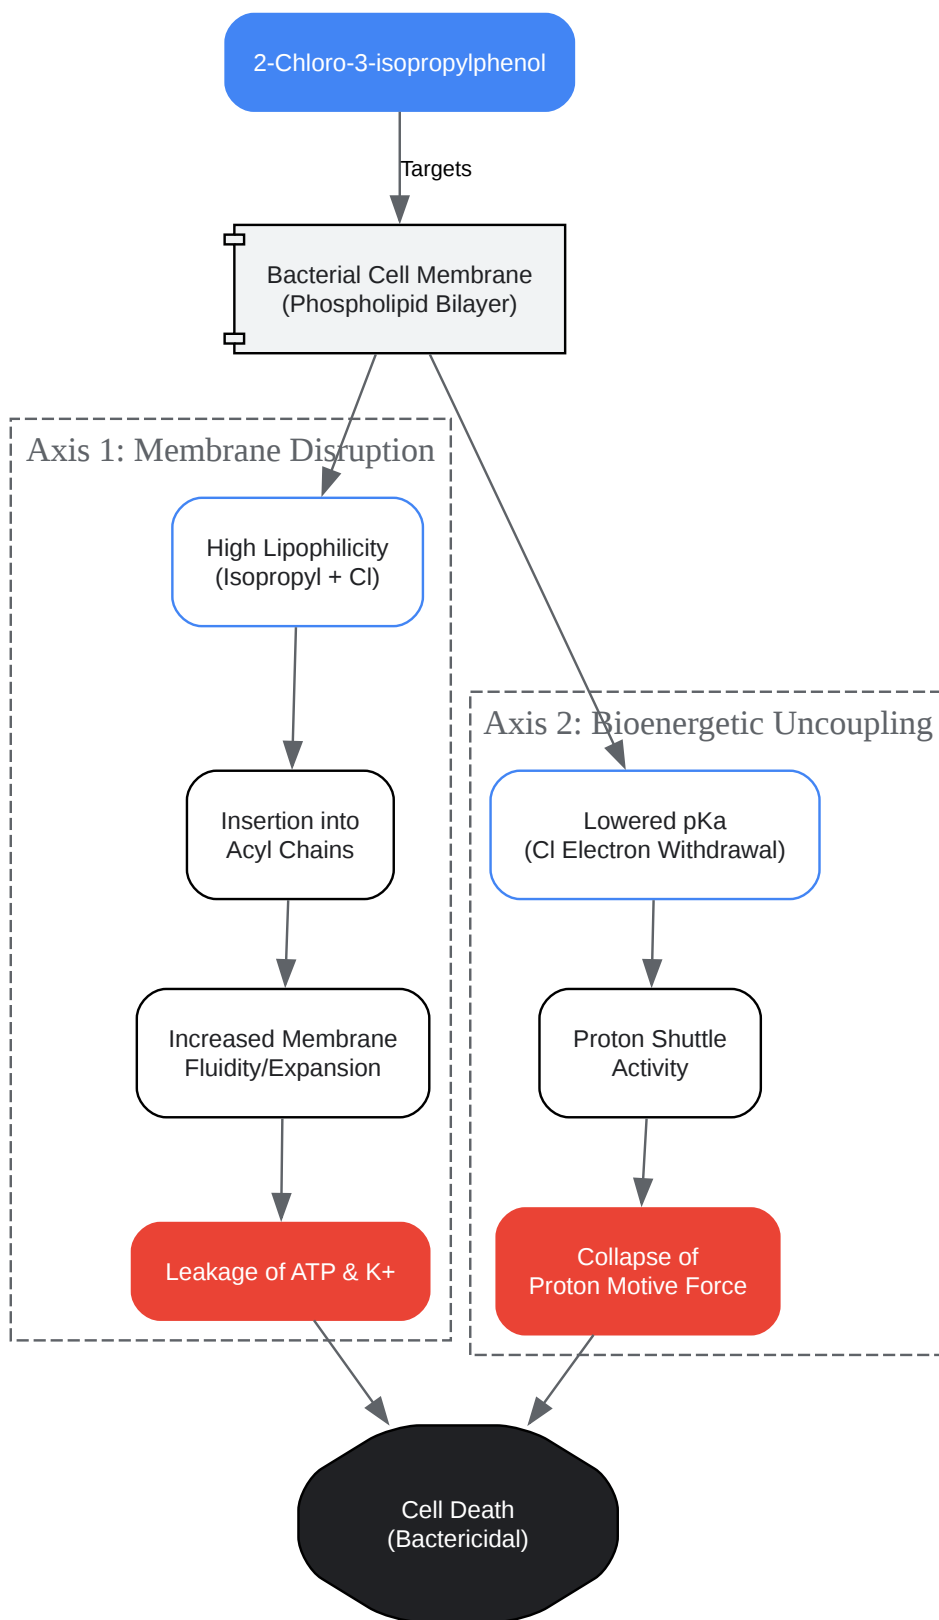 2-Chloro-3-isopropylphenol
Targets
Bacterial Cell Membrane
(Phospholipid Bilayer)
Axis 1: Membrane Disruption
High Lipophilicity
(Isopropyl + Cl)
Insertion into
Acyl Chains
Increased Membrane
Fluidity/Expansion
Leakage of ATP & K+
Axis 2: Bioenergetic Uncoupling
Lowered pKa
(Cl Electron Withdrawal)
Proton Shuttle
Activity
Collapse of
Proton Motive Force
Cell Death
(Bactericidal)